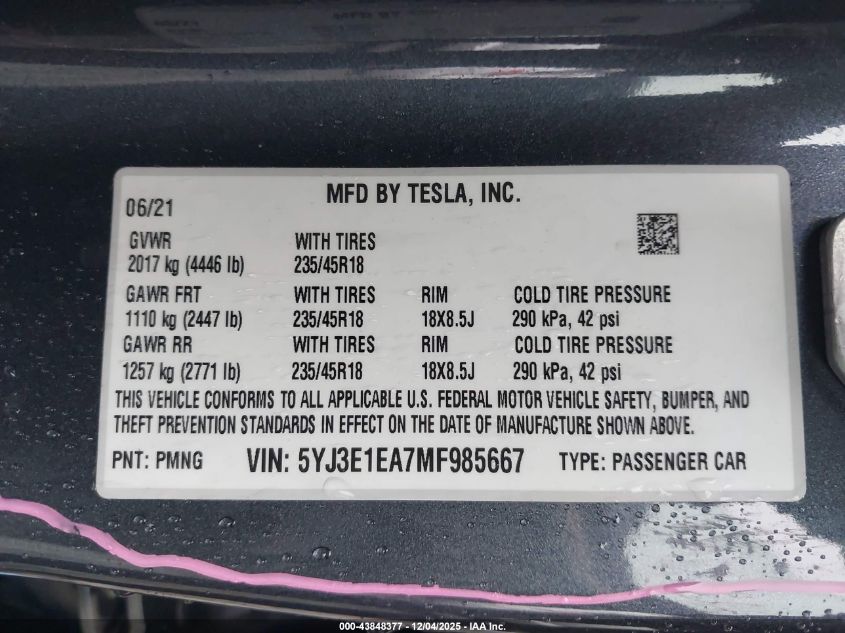 MFD BY TESLA, INC.
06/21
GVWR WITH TIRES
2017 kg (4446 lb) 235/45R18
GAWR FRT WITH TIRES RIM COLD TIRE PRESSURE
1110 kg (2447 lb) 235/45R18 18X8.5J 290 kPa, 42 psi
GAWR RR WITH TIRES RIM COLD TIRE PRESSURE
1257 kg (2771 lb) 235/45R18 18X8.5J 290 kPa, 42 psi
THIS VEHICLE CONFORMS TO ALL APPLICABLE U.S. FEDERAL MOTOR VEHICLE SAFETY, BUMPER, AND
THEFT PREVENTION STANDARDS IN EFFECT ON THE DATE OF MANUFACTURE SHOWN ABOVE.
PNT: PMNG VIN: 5YJ3E1EA7MF985667 TYPE: PASSENGER CAR
000-43848377 - 12/04/2025 - IAA Inc.